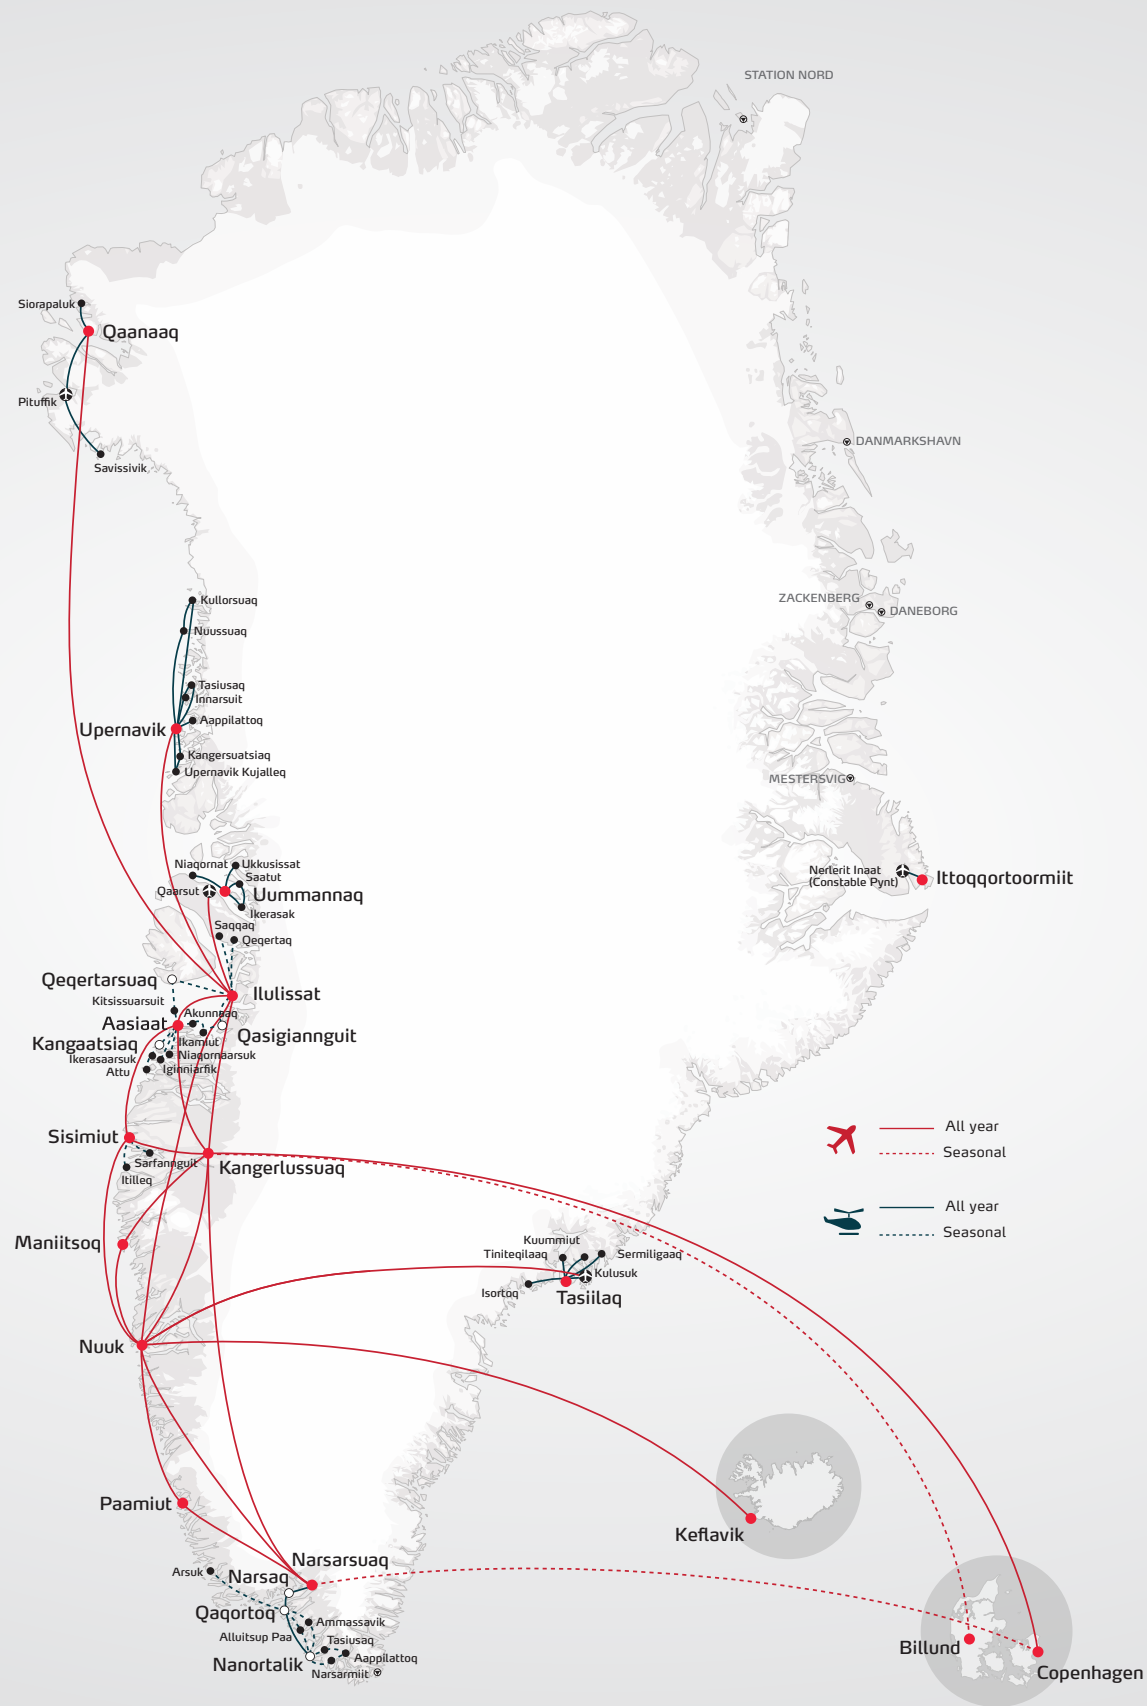 STATION NORD
Siorapaluk
Qaanaaq
Pituffik
Savissivik
DANMARKSHAVN
Kullorsuaq
Nuussuaq
ZACKENBERG
DANEBORG
Tasiusaq
Innarsuit
Aappilattoq
Upernavik
Kangersuatsiaq
Upernavik Kujalleq
MESTERSVIG
Niaqornat
Ukkusissat
Saatut
Qaarsut
Uummannaq
Ikerasak
Nerlerit Inaat
(Constable Pynt)
Ittoqqortoormiit
Saqqaq
Qeqertaq
Qeqertarsuaq
Ilulissat
Kitsissuarsuit
Akunnaaq
Aasiaat
Qasigiannguit
Kangaatsiaq
Ikamiut
Niaqornaarsuk
Ikerasaarsuk
Iginniarfik
Attu
Sisimiut
Sarfannguit
Kangerlussuaq
Itilleq
All year
Seasonal
All year
Seasonal
Maniitsoq
Kuummiut
Tiniteqilaaq
Sermiligaaq
Kulusuk
Isortoq
Tasiilaq
Nuuk
Paamiut
Keflavik
Narsarsuaq
Arsuk
Narsaq
Qaqortoq
Ammassavik
Alluitsup Paa
Tasiusaq
Aappilattoq
Nanortalik
Narsarmiit
Billund
Copenhagen